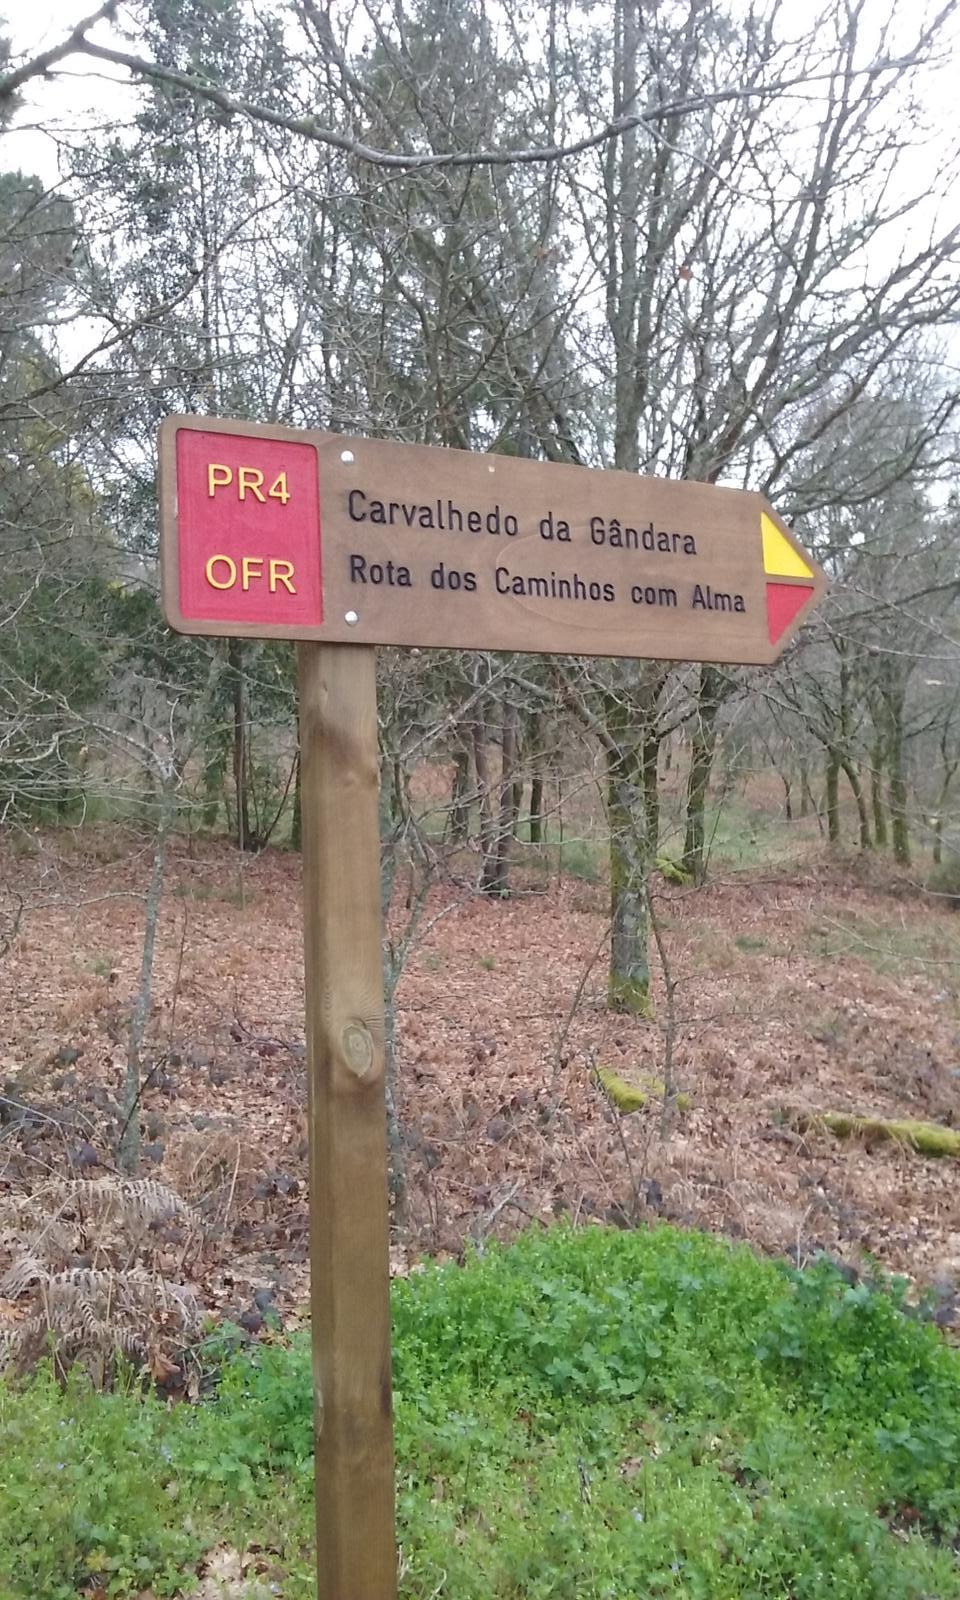 PR4
OFR
Carvalhedo da Gândara
Rota dos Caminhos com Alma